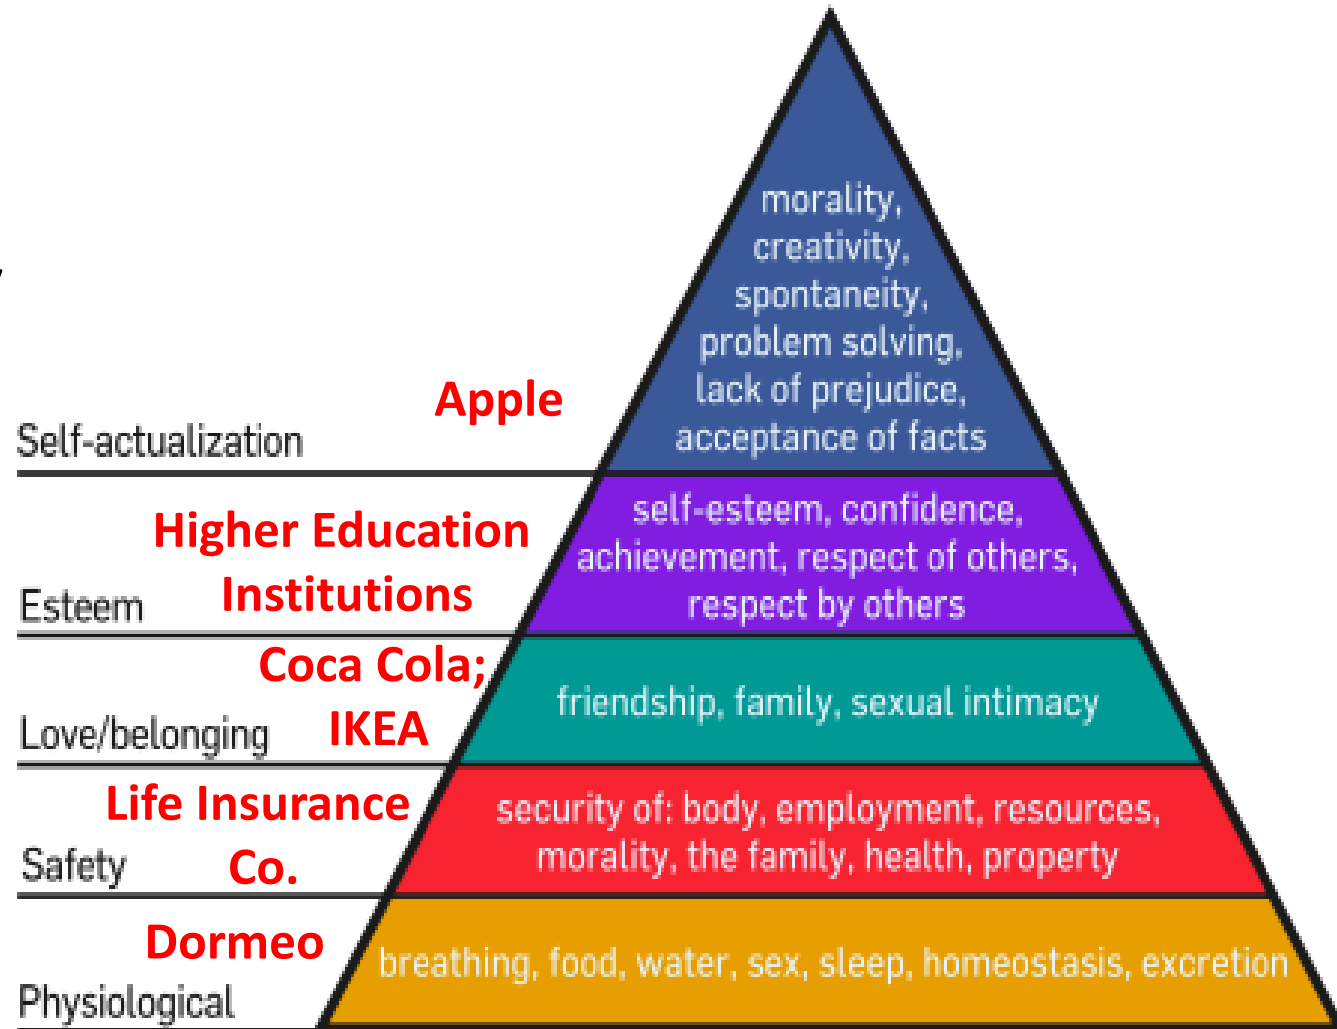 morality,
creativity,
spontaneity,
problem solving,
lack of prejudice,
acceptance of facts
Apple
Self-actualization
self-esteem, confidence,
achievement, respect of others,
respect by others
Higher Education
Institutions
Esteem
friendship, family, sexual intimacy
Coca Cola;
IKEA
Love/belonging
security of: body, employment, resources,
morality, the family, health, property
Life Insurance
Co.
Safety
breathing, food, water, sex, sleep, homeostasis, excretion
Dormeo
Physiological